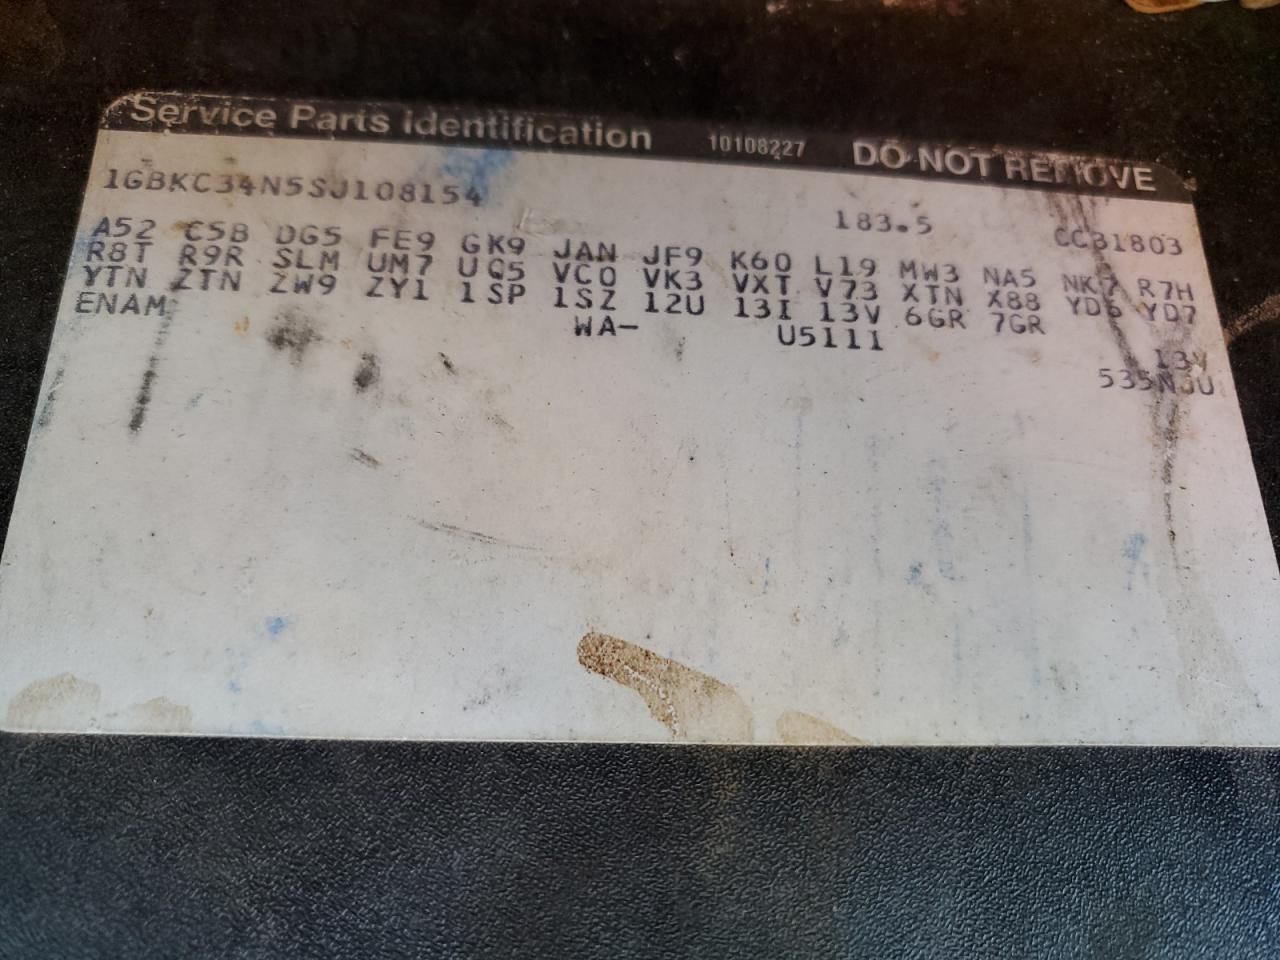 Service Parts Identification 10108227 DO NOT REMOVE
1GBKC34N5SJ108154 183.5 CC31803
A52 C5B DG5 FE9 GK9 JAN JF9 K60 L19 MW3 NA5 NK7 R7H
R8T R9R SLM UM7 UQ5 VC0 VK3 VXT V73 XTN X88 YD6 YD7
YTN ZTN ZW9 ZY1 1SP 1SZ 12U 13I 13V 6GR 7GR
ENAM WA- U5111 13V
535NJU